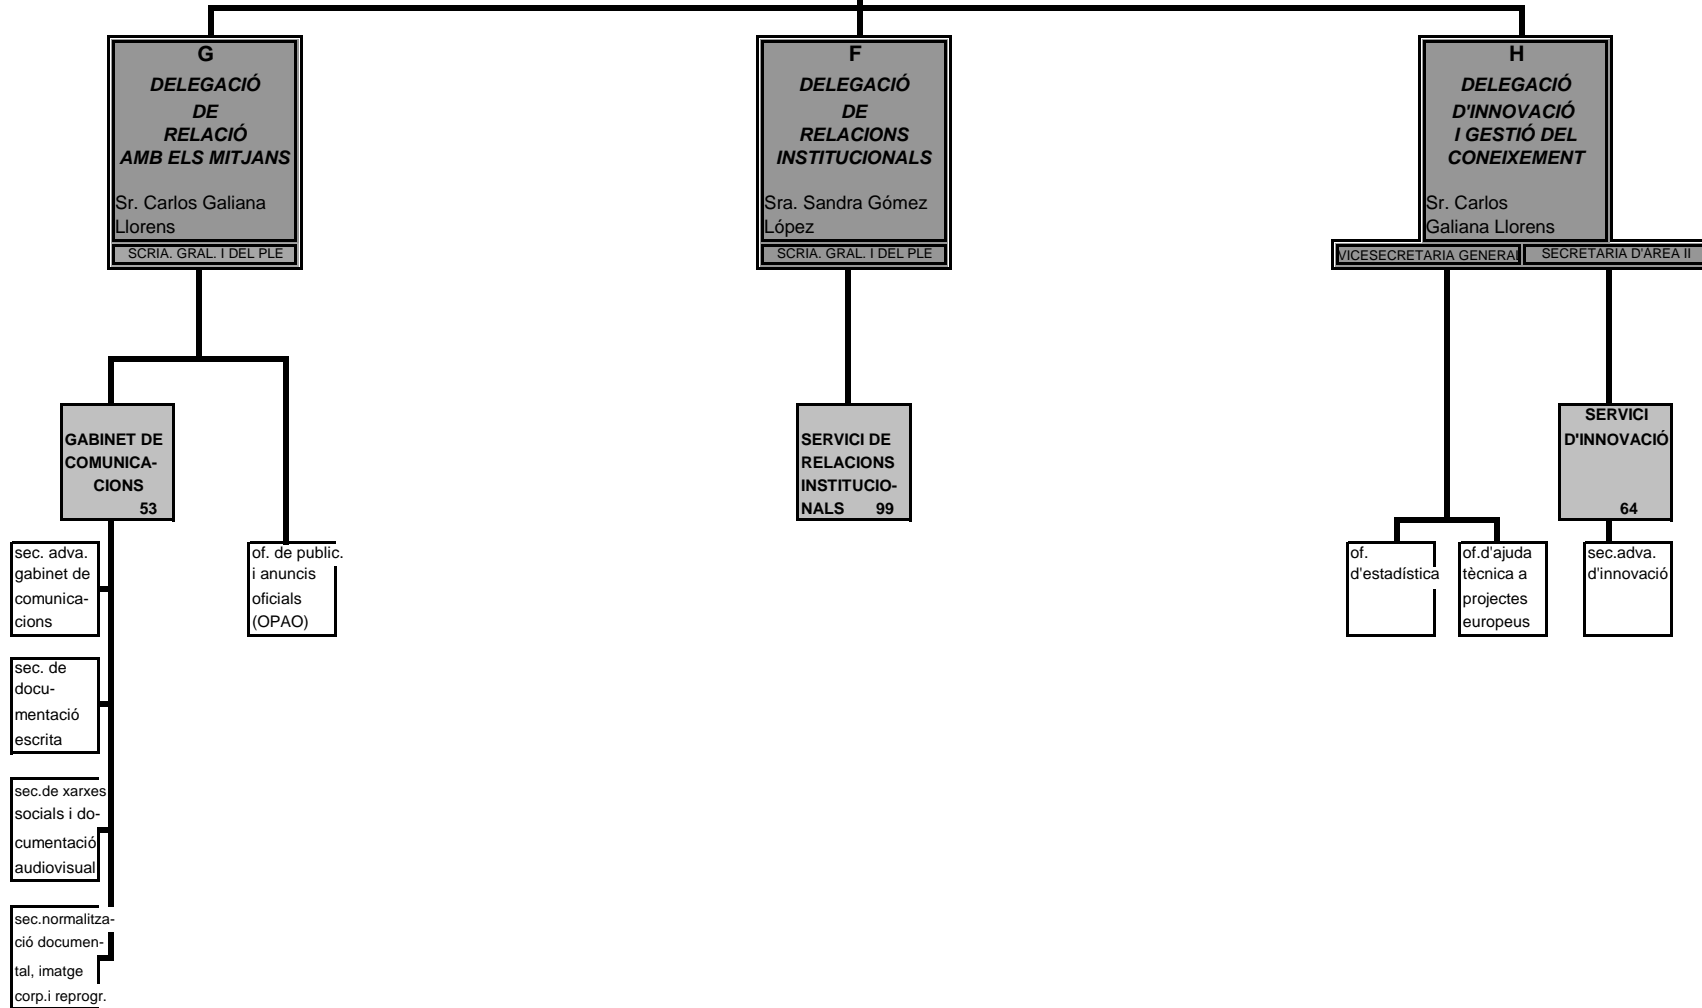 G
DELEGACIÓ
DE
RELACIÓ
AMB ELS MITJANS
Sr. Carlos Galiana
Llorens
SCRIA. GRAL. I DEL PLE
F
DELEGACIÓ
DE
RELACIONS
INSTITUCIONALS
Sra. Sandra Gómez
López
SCRIA. GRAL. I DEL PLE
H
DELEGACIÓ
D'INNOVACIÓ
I GESTIÓ DEL
CONEIXEMENT
Sr. Carlos
Galiana Llorens
VICESECRETARIA GENERAL
SECRETARIA D'ÀREA II
GABINET DE
COMUNICA-
CIONS
53
SERVICI DE
RELACIONS
INSTITUCIO-
NALS 99
SERVICI
D'INNOVACIÓ
64
sec. adva.
gabinet de
comunica-
cions
of. de public.
i anuncis
oficials
(OPAO)
of.
d'estadística
of.d'ajuda
tècnica a
projectes
europeus
sec.adva.
d'innovació
sec. de
docu-
mentació
escrita
sec.de xarxes
socials i do-
cumentació
audiovisual
sec.normalitza-
ció documen-
tal, imatge
corp.i reprogr.